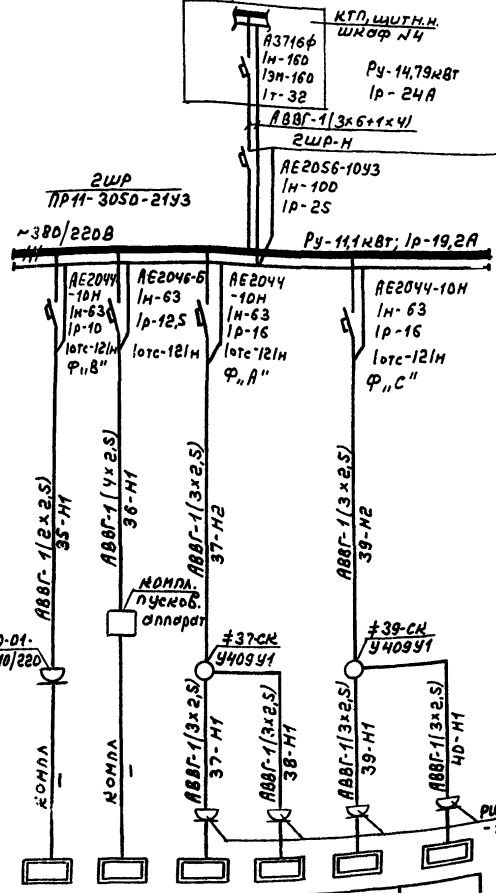 КТП, ЩИТ Н.Н.
ШКАФ №4
А3716Ф
Iн-160
Iэм-160
Iт-32
Ру-14,79кВт
Iр-24А
АВВГ-1(3х6+1х4)
2ШР-Н
АЕ2056-10У3
Iн-100
Iр-25
2ШР
ПР11-3050-21У3
~380/220В
Ру-11,1кВт; Iр-19,2А
АЕ2044
-10Н
Iн-63
Iр-10
Iотс-12Iн
Ф„В"
АЕ2046-Б
Iн-63
Iр-12,5
Iотс-12Iн
АЕ2044
-10Н
Iн-63
Iр-16
Iотс-12Iн
Ф„А"
АЕ2044-10Н
Iн-63
Iр-16
Iотс-12Iн
Ф„С"
АВВГ-1(2х2,5)
35-Н1
АВВГ-1(4х2,5)
36-Н1
АВВГ-1(3х2,5)
37-Н2
АВВГ-1(3х2,5)
39-Н2
КОМПЛ.
ПУСКОВ.
аппарат
‡37-СК
У409У1
‡39-СК
У409У1
0-01-
10/220
КОМПЛ
–
КОМПЛ
–
АВВГ-1(3х2,5)
37-Н1
АВВГ-1(3х2,5)
38-Н1
АВВГ-1(3х2,5)
39-Н1
АВВГ-1(3х2,5)
40-Н1